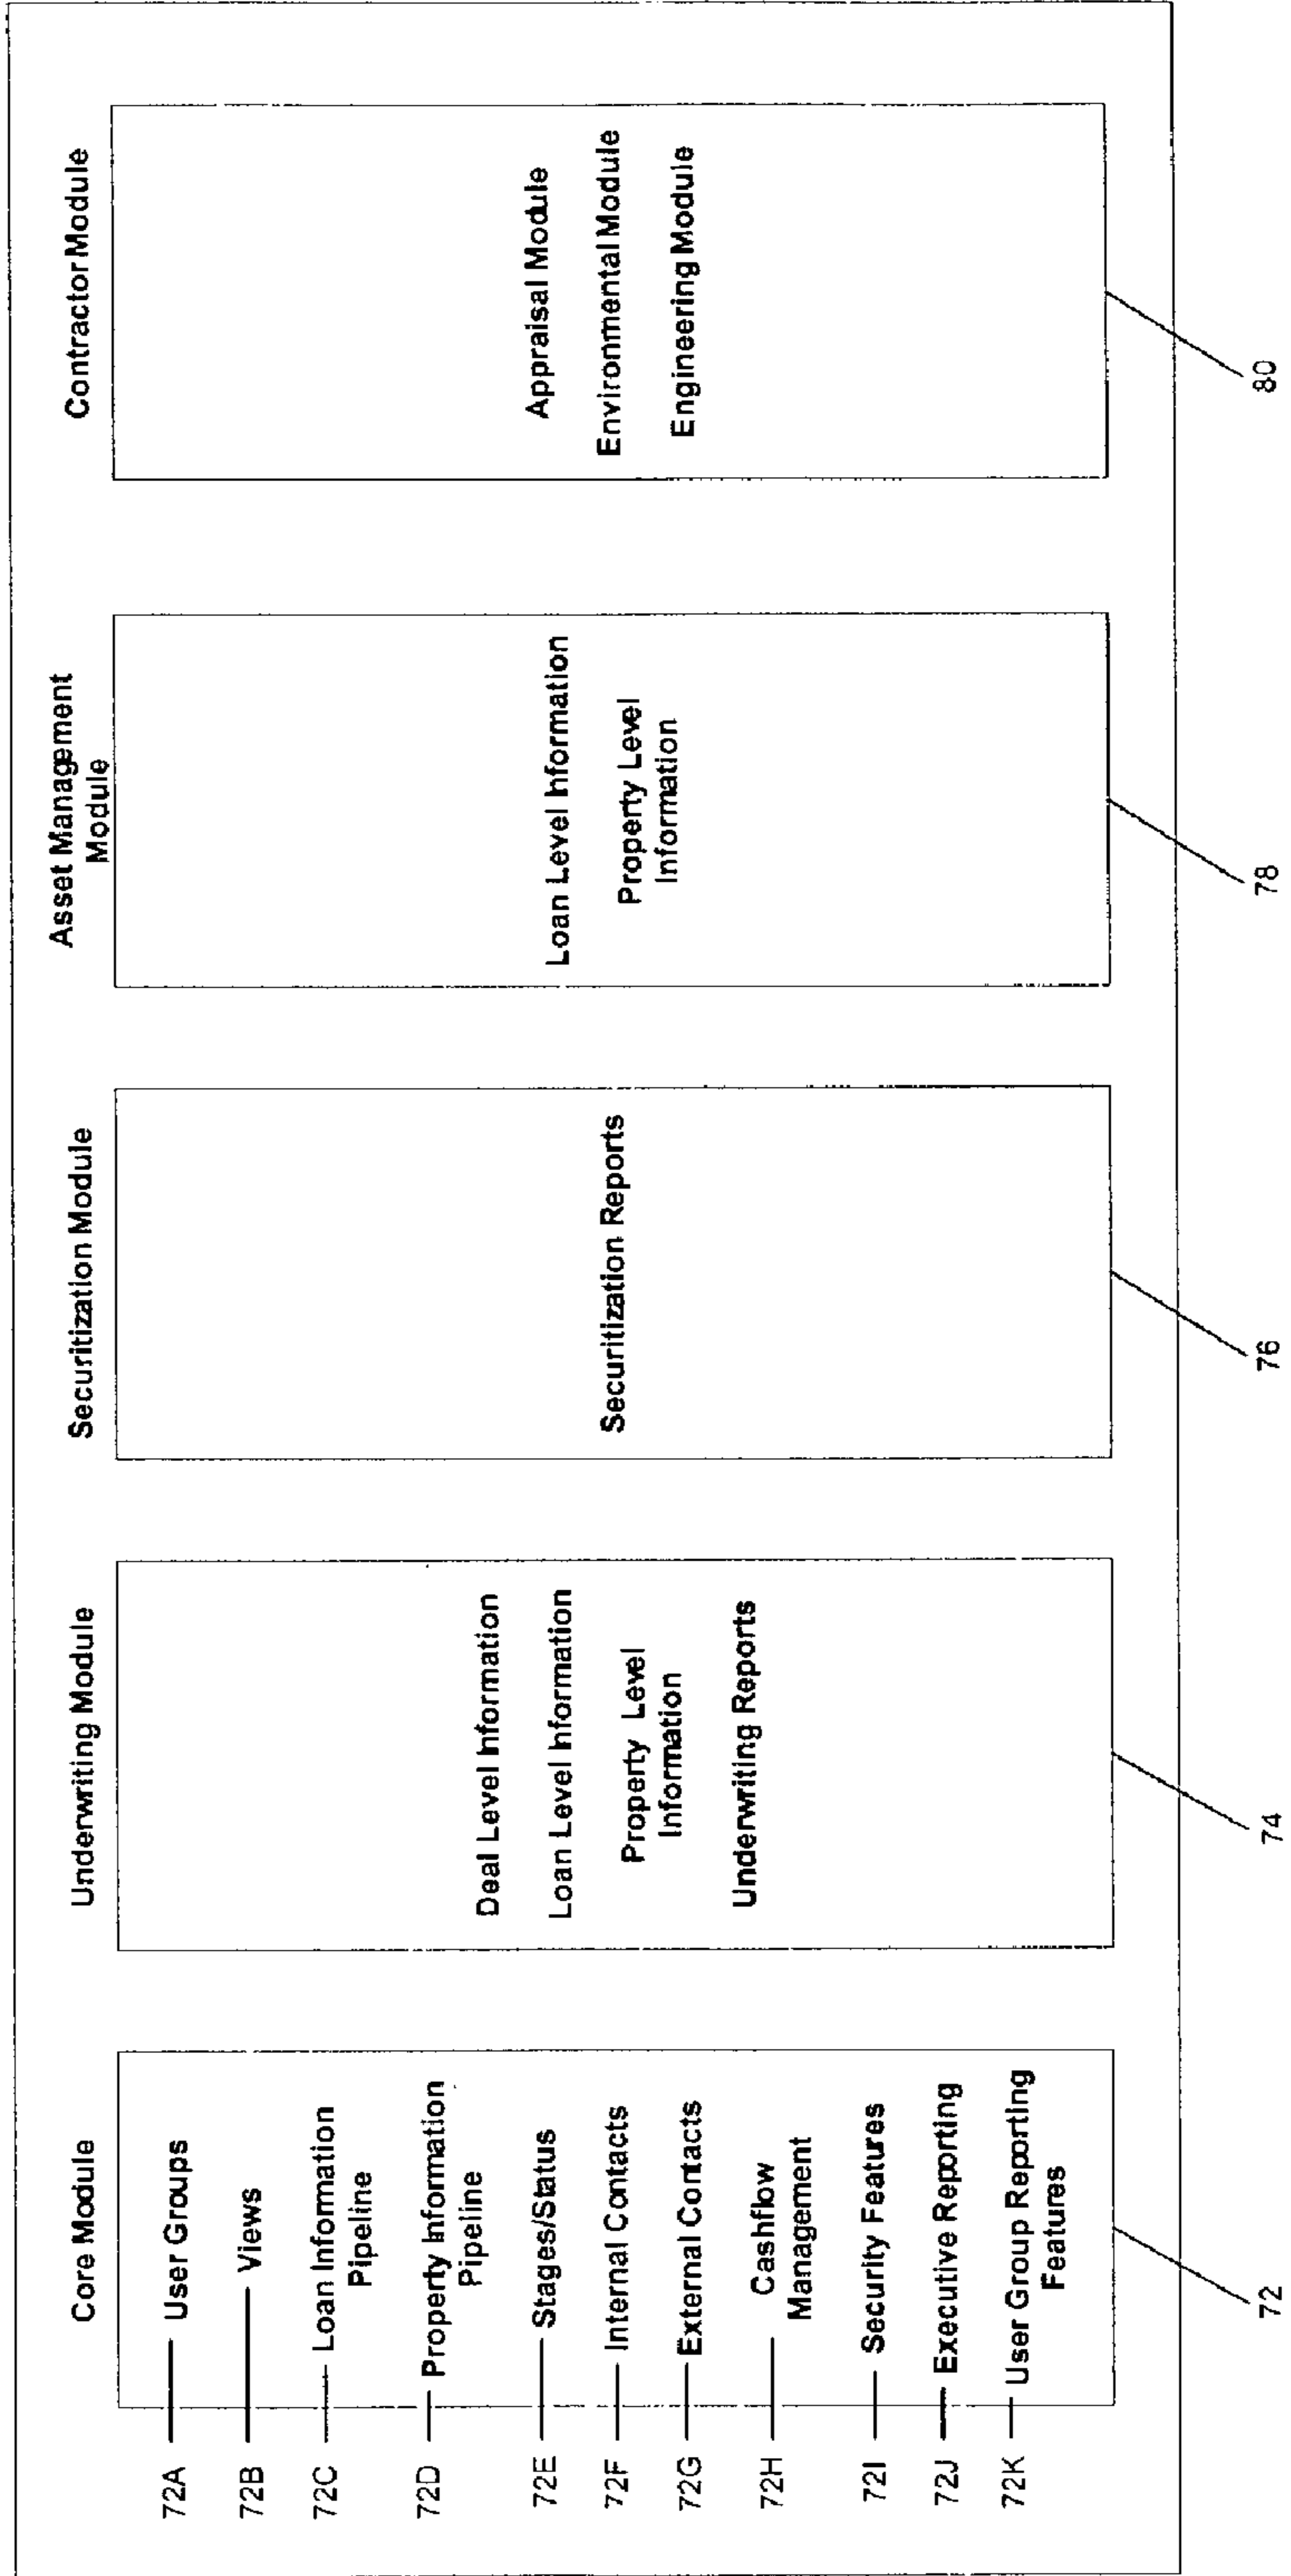 Core Module
72A
User Groups
72B
Views
72C
Loan Information
Pipeline
72D
Property Information
Pipeline
72E
Stages/Status
72F
Internal Contacts
72G
External Contacts
72H
Cashflow
Management
72I
Security Features
72J
Executive Reporting
72K
User Group Reporting
Features
72
Underwriting Module
Deal Level Information
Loan Level Information
Property Level
Information
Underwriting Reports
74
Securitization Module
Securitization Reports
76
Asset Management
Module
Loan Level Information
Property Level
Information
78
Contractor Module
Appraisal Module
Environmental Module
Engineering Module
80